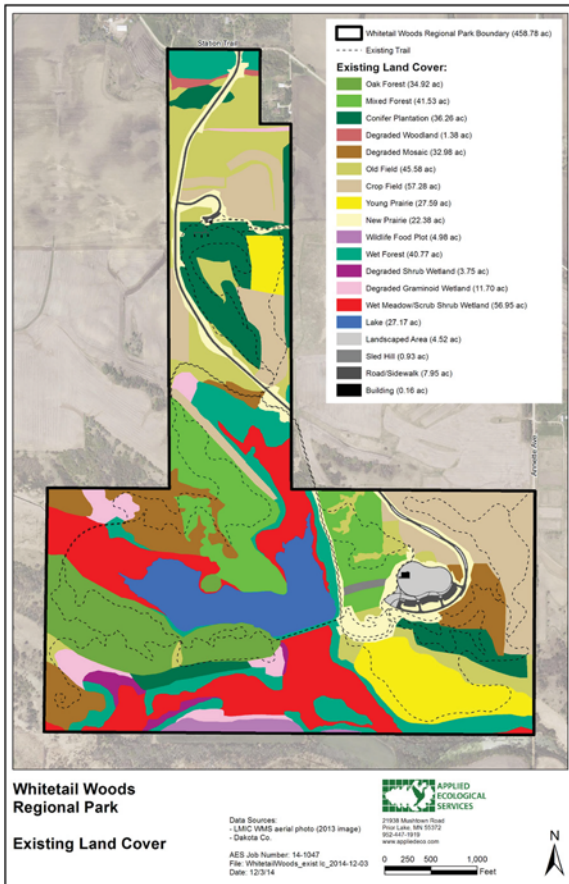 Station Trail
Whitetail Woods Regional Park Boundary (458.78 ac)
Existing Trail
Existing Land Cover:
Oak Forest (34.92 ac)
Mixed Forest (41.53 ac)
Conifer Plantation (36.26 ac)
Degraded Woodland (1.38 ac)
Degraded Mosaic (32.98 ac)
Old Field (45.58 ac)
Crop Field (57.28 ac)
Young Prairie (27.59 ac)
New Prairie (22.38 ac)
Wildlife Food Plot (4.98 ac)
Wet Forest (40.77 ac)
Degraded Shrub Wetland (3.75 ac)
Degraded Graminoid Wetland (11.70 ac)
Wet Meadow/Scrub Shrub Wetland (56.95 ac)
Lake (27.17 ac)
Landscaped Area (4.52 ac)
Sled Hill (0.93 ac)
Road/Sidewalk (7.95 ac)
Building (0.16 ac)
Annette Ave
Whitetail Woods
Regional Park
Existing Land Cover
Data Sources:
- LMIC WMS aerial photo (2013 image)
- Dakota Co.
AES Job Number: 14-1047
File: WhitetailWoods_exist lc_2014-12-03
Date: 12/3/14
APPLIED
ECOLOGICAL
SERVICES
21938 Mushtown Road
Prior Lake, MN 55372
952-447-1919
www.appliedeco.com
0 250 500 1,000
Feet
N